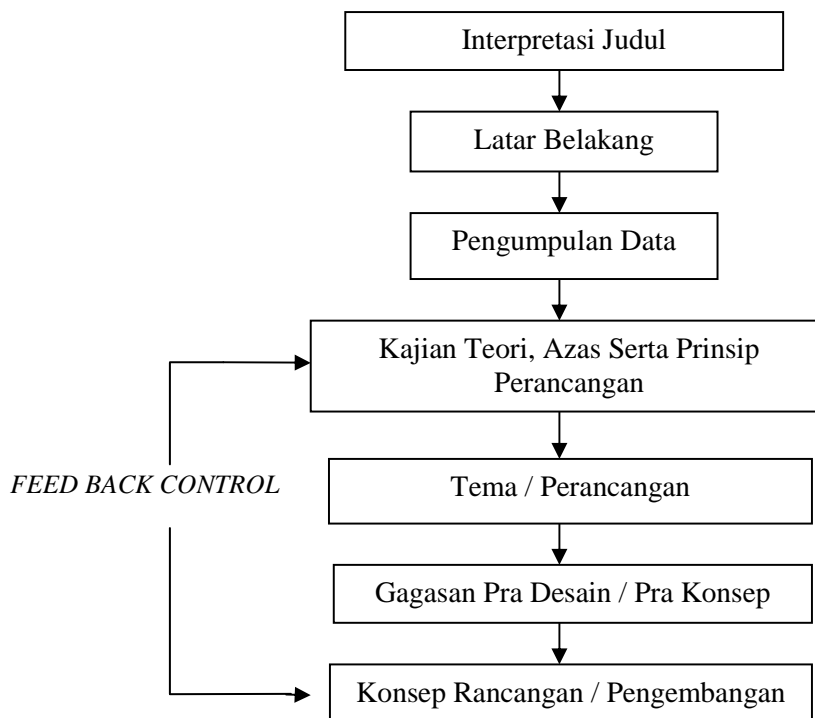 Interpretasi Judul
Latar Belakang
Pengumpulan Data
Kajian Teori, Azas Serta Prinsip
Perancangan
FEED BACK CONTROL
Tema / Perancangan
Gagasan Pra Desain / Pra Konsep
Konsep Rancangan / Pengembangan